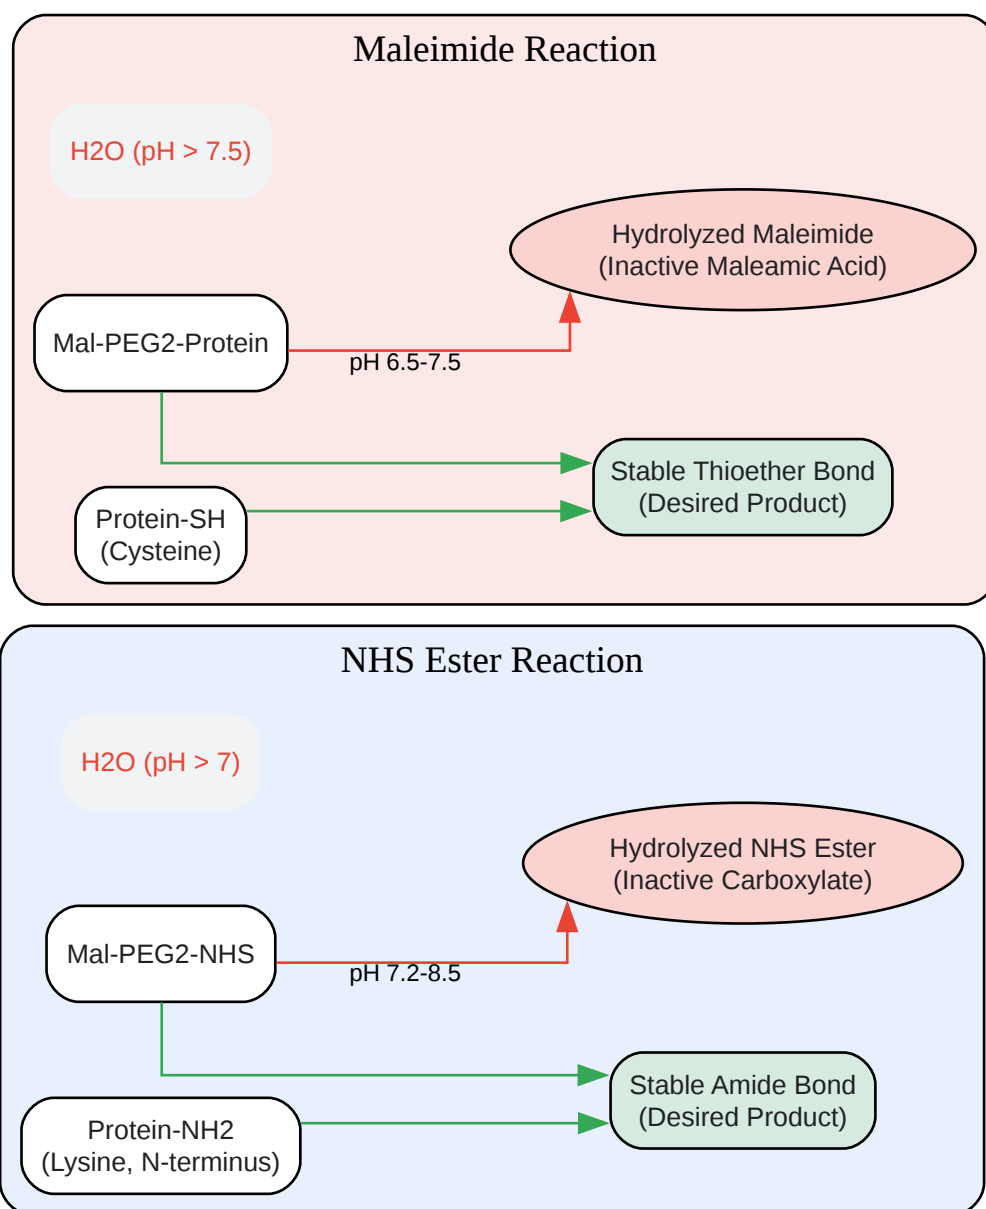 Maleimide Reaction
H2O (pH > 7.5)
Hydrolyzed Maleimide
(Inactive Maleamic Acid)
Mal-PEG2-Protein
pH 6.5-7.5
Stable Thioether Bond
(Desired Product)
Protein-SH
(Cysteine)
NHS Ester Reaction
H2O (pH > 7)
Hydrolyzed NHS Ester
(Inactive Carboxylate)
Mal-PEG2-NHS
pH 7.2-8.5
Stable Amide Bond
(Desired Product)
Protein-NH2
(Lysine, N-terminus)